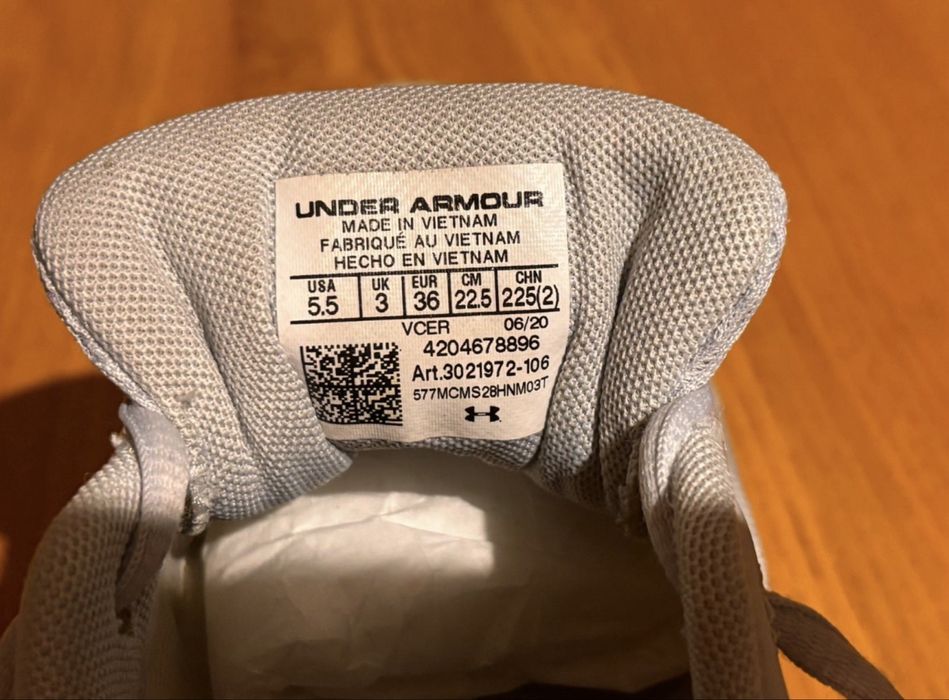 UNDER ARMOUR
MADE IN VIETNAM
FABRIQUÉ AU VIETNAM
HECHO EN VIETNAM
USA UK EUR CM CHN
5.5 3 36 22.5 225(2)
VCER 06/20
4204678896
Art.3021972-106
577MCMS28HNM03T